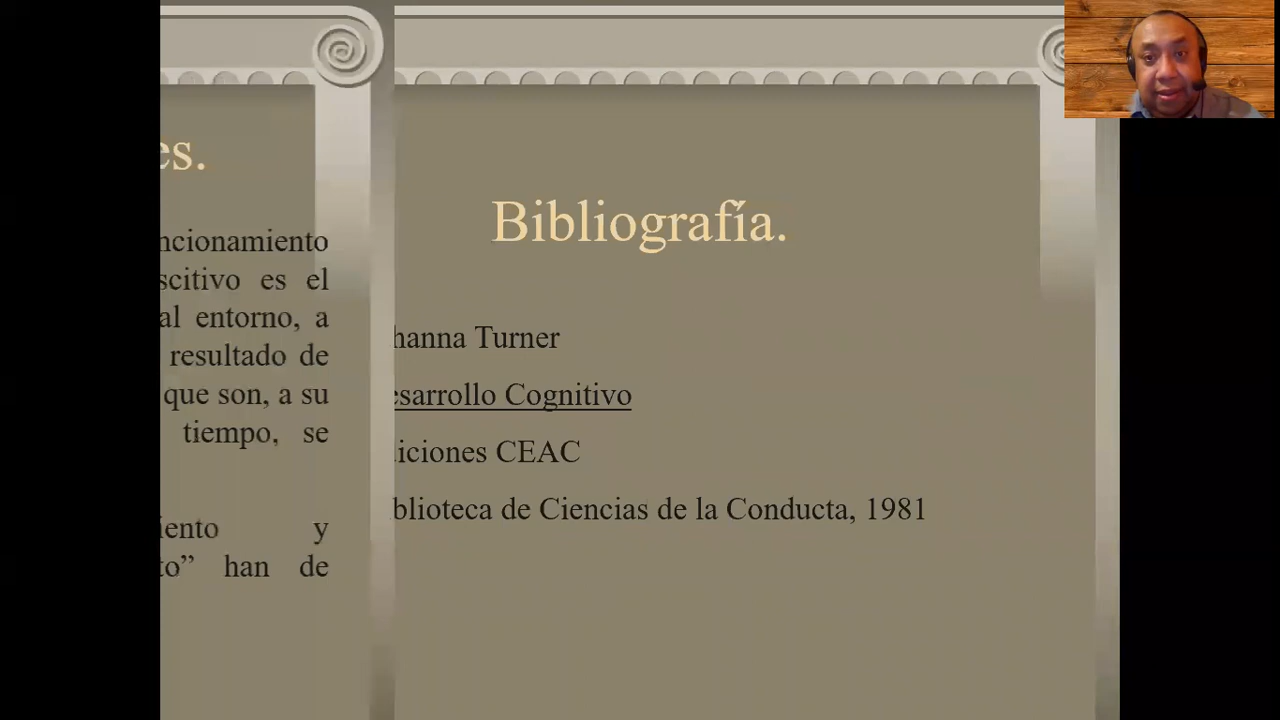 es.
ncionamiento
scitivo es el
al entorno, a
resultado de
que son, a su
tiempo, se
iento y
to” han de
Bibliografía.
hanna Turner
esarrollo Cognitivo
iciones CEAC
blioteca de Ciencias de la Conducta, 1981